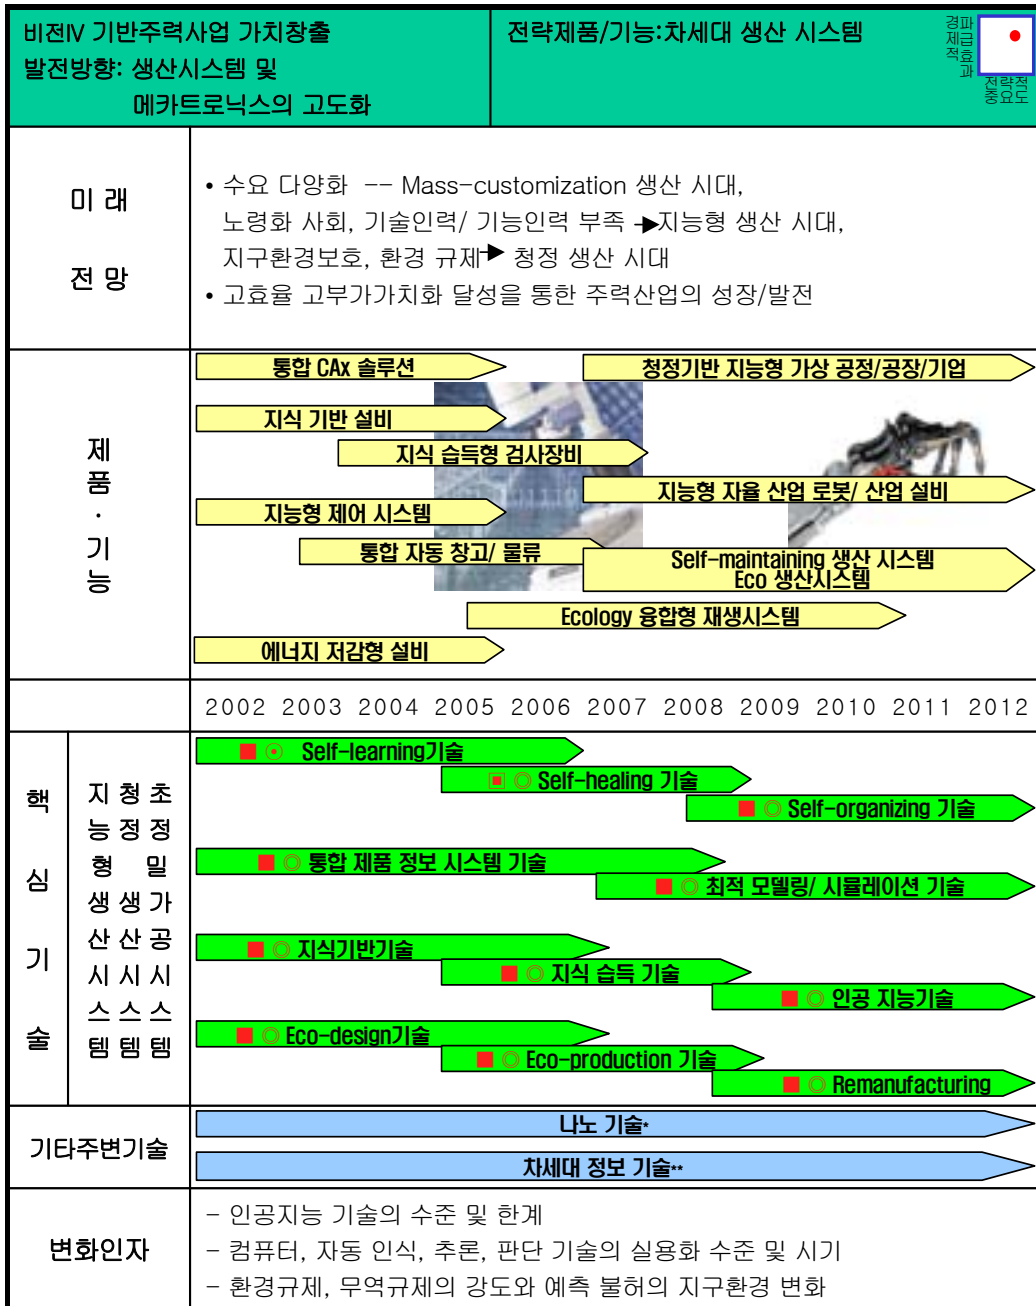 비전Ⅳ 기반주력사업 가치창출
발전방향: 생산시스템 및
메카트로닉스의 고도화
전략제품/기능:차세대 생산 시스템
경제적
파급효과
전략적
중요도
미 래
전 망
• 수요 다양화 -- Mass-customization 생산 시대,
노령화 사회, 기술인력/ 기능인력 부족 →지능형 생산 시대,
지구환경보호, 환경 규제→ 청정 생산 시대
• 고효율 고부가가치화 달성을 통한 주력산업의 성장/발전
제품·기능
통합 CAx 솔루션
청정기반 지능형 가상 공정/공장/기업
지식 기반 설비
지식 습득형 검사장비
지능형 자율 산업 로봇/ 산업 설비
지능형 제어 시스템
통합 자동 창고/ 물류
Self-maintaining 생산 시스템
Eco 생산시스템
Ecology 융합형 재생시스템
에너지 저감형 설비
2002 2003 2004 2005 2006 2007 2008 2009 2010 2011 2012
핵심기술
지능형생산시스템
청정생산시스템
초정밀가공시스템
■ ⊙ Self-learning기술
▣ ◎ Self-healing 기술
■ ◎ Self-organizing 기술
■ ◎ 통합 제품 정보 시스템 기술
■ ◎ 최적 모델링/ 시뮬레이션 기술
■ ◎ 지식기반기술
■ ◎ 지식 습득 기술
■ ◎ 인공 지능기술
■ ◎ Eco-design기술
■ ◎ Eco-production 기술
■ ◎ Remanufacturing
기타주변기술
나노 기술*
차세대 정보 기술**
변화인자
- 인공지능 기술의 수준 및 한계
- 컴퓨터, 자동 인식, 추론, 판단 기술의 실용화 수준 및 시기
- 환경규제, 무역규제의 강도와 예측 불허의 지구환경 변화